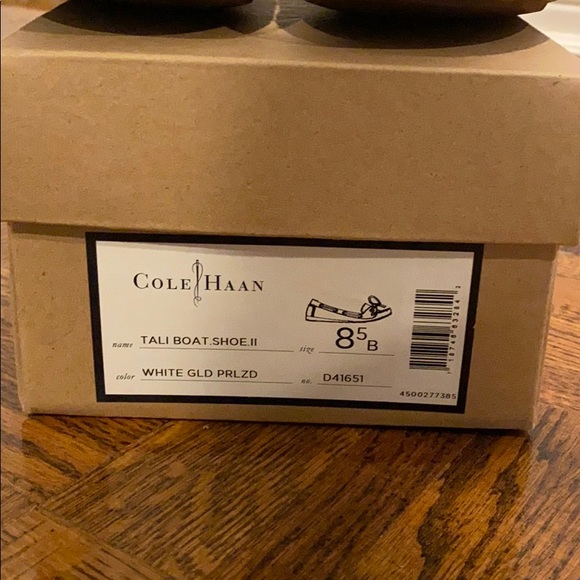 COLE HAAN
name TALI BOAT.SHOE.II size 8 5 B
color WHITE GLD PRLZD no. D41651
4500277385